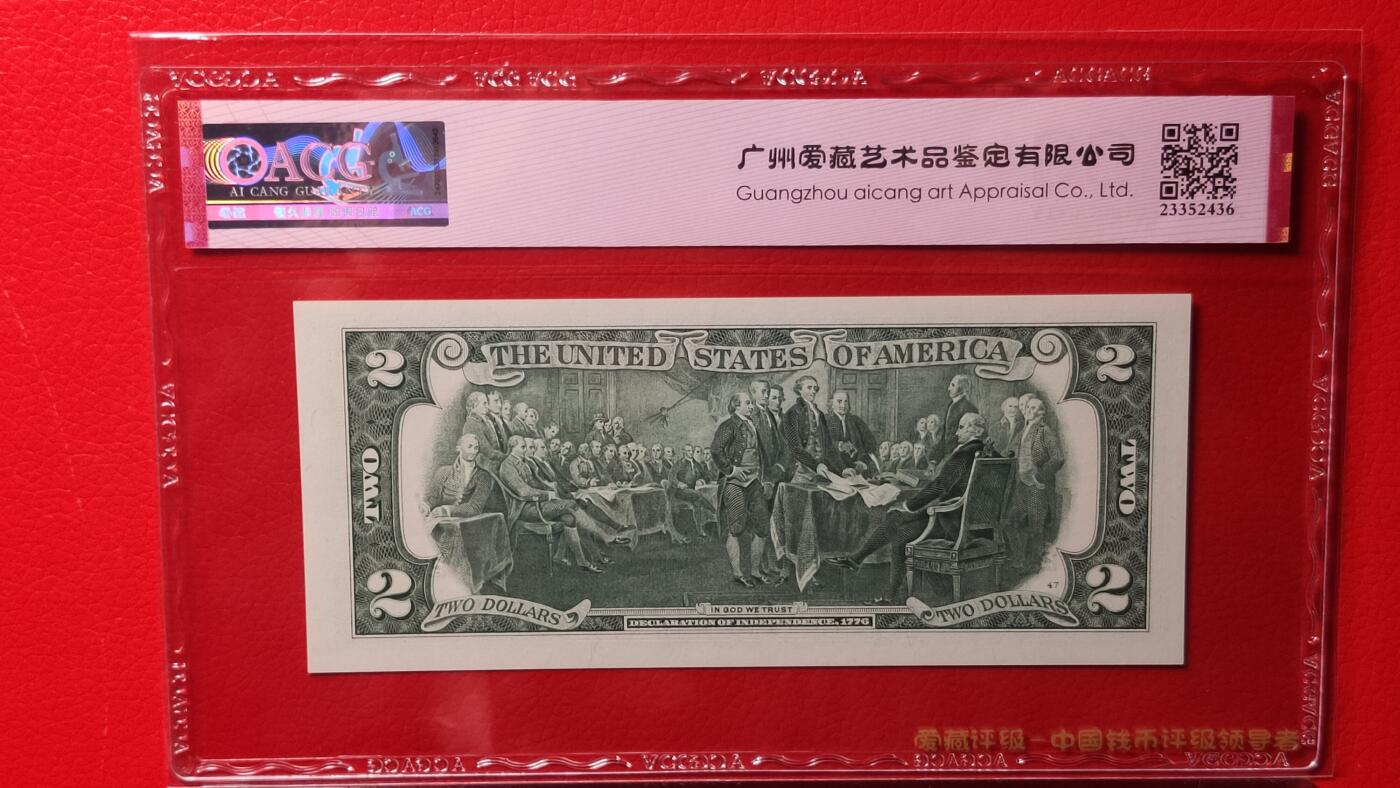 ACG
AI CANG
ACG
广州爱藏艺术品鉴定有限公司
Guangzhou aicang art Appraisal Co., Ltd.
23352436
2 THE UNITED STATES OF AMERICA 2
TWO TWO
47
2 2
TWO DOLLARS IN GOD WE TRUST TWO DOLLARS
DECLARATION OF INDEPENDENCE, 1776
爱藏评级-中国钱币评级领导者